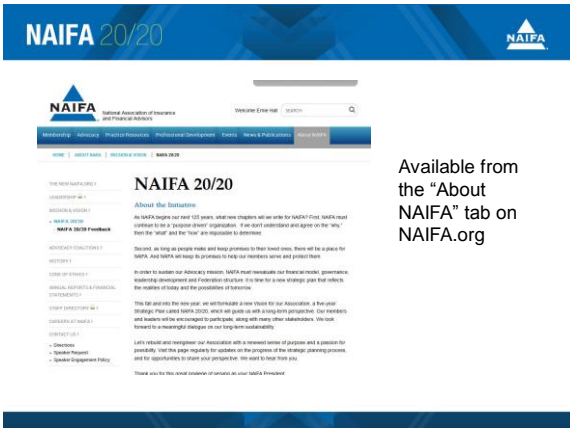 NAIFA 20/20
NAIFA
NAIFA
National Association of Insurance
and Financial Advisors
Welcome Ernie Hall
SEARCH
Membership Advocacy Practice Resources Professional Development Events News & Publications About NAIFA
HOME | ABOUT NAIFA | MISSION & VISION | NAIFA 20/20
THE NEW NAIFA.ORG
LEADERSHIP
MISSION & VISION
NAIFA 20/20
NAIFA 20/20 Feedback
ADVOCACY COALITIONS
HISTORY
CODE OF ETHICS
ANNUAL REPORTS & FINANCIAL
STATEMENTS
STAFF DIRECTORY
CAREERS AT NAIFA
CONTACT US
Directions
Speaker Request
Speaker Engagement Policy
NAIFA 20/20
About the Initiative
As NAIFA begins our next 125 years, what new chapters will we write for NAIFA? First, NAIFA must
continue to be a "purpose driven" organization. If we don't understand and agree on the "why,"
then the "what" and the "how" are impossible to determine.
Second, as long as people make and keep promises to their loved ones, there will be a place for
NAIFA. And NAIFA will keep its promises to help our members serve and protect them.
In order to sustain our Advocacy mission, NAIFA must reevaluate our financial model, governance,
leadership development and Federation structure. It is time for a new strategic plan that reflects
the realities of today and the possibilities of tomorrow.
This fall and into the new year, we will formulate a new Vision for our Association, a five-year
Strategic Plan called NAIFA 20/20, which will guide us with a long-term perspective. Our members
and leaders will be encouraged to participate, along with many other stakeholders. We look
forward to a meaningful dialogue on our long-term sustainability.
Let's rebuild and reengineer our Association with a renewed sense of purpose and a passion for
possibility. Visit this page regularly for updates on the progress of the strategic planning process,
and for opportunities to share your perspective. We want to hear from you.
Thank you for this great privilege of serving as your NAIFA President.
Available from
the “About
NAIFA” tab on
NAIFA.org